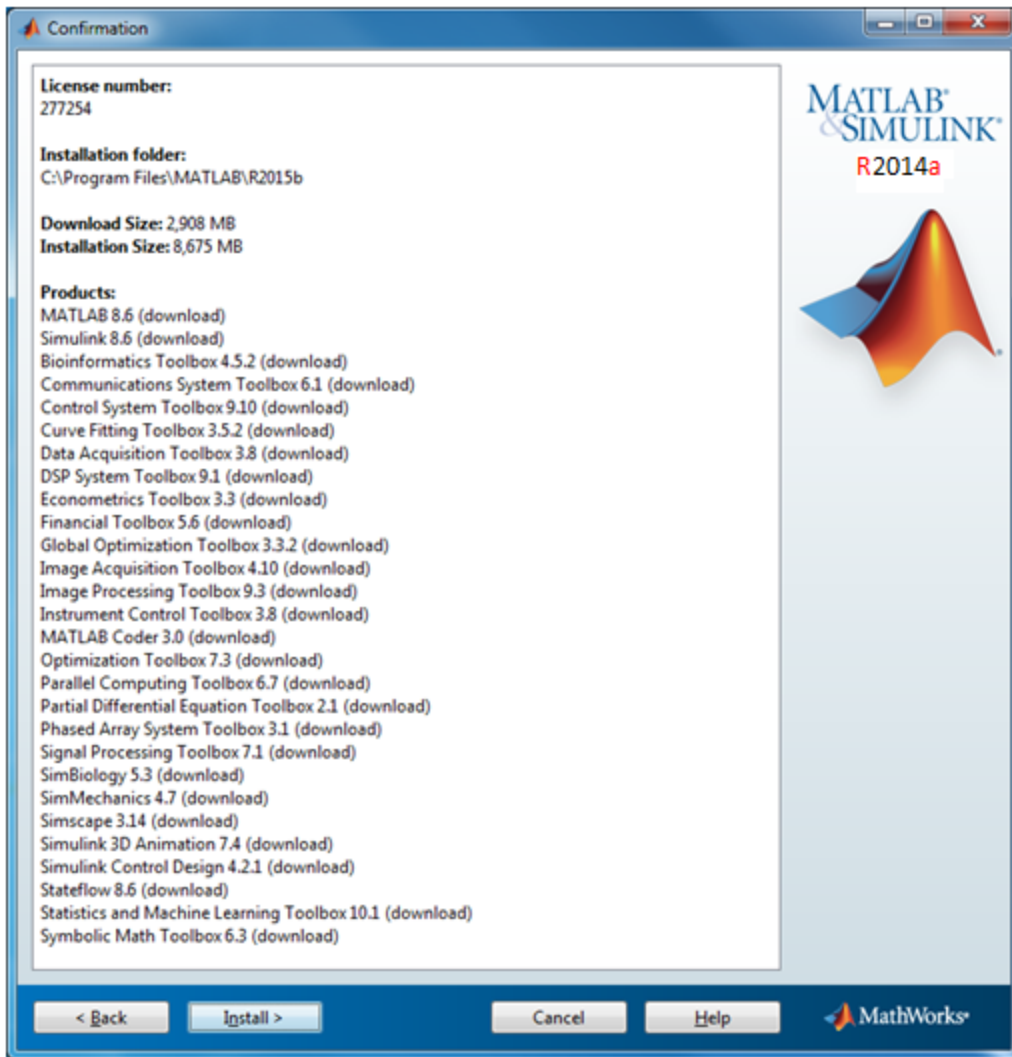 Confirmation
License number:
277254
Installation folder:
C:\Program Files\MATLAB\R2015b
Download Size: 2,908 MB
Installation Size: 8,675 MB
Products:
MATLAB 8.6 (download)
Simulink 8.6 (download)
Bioinformatics Toolbox 4.5.2 (download)
Communications System Toolbox 6.1 (download)
Control System Toolbox 9.10 (download)
Curve Fitting Toolbox 3.5.2 (download)
Data Acquisition Toolbox 3.8 (download)
DSP System Toolbox 9.1 (download)
Econometrics Toolbox 3.3 (download)
Financial Toolbox 5.6 (download)
Global Optimization Toolbox 3.3.2 (download)
Image Acquisition Toolbox 4.10 (download)
Image Processing Toolbox 9.3 (download)
Instrument Control Toolbox 3.8 (download)
MATLAB Coder 3.0 (download)
Optimization Toolbox 7.3 (download)
Parallel Computing Toolbox 6.7 (download)
Partial Differential Equation Toolbox 2.1 (download)
Phased Array System Toolbox 3.1 (download)
Signal Processing Toolbox 7.1 (download)
SimBiology 5.3 (download)
SimMechanics 4.7 (download)
Simscape 3.14 (download)
Simulink 3D Animation 7.4 (download)
Simulink Control Design 4.2.1 (download)
Stateflow 8.6 (download)
Statistics and Machine Learning Toolbox 10.1 (download)
Symbolic Math Toolbox 6.3 (download)
MATLAB®
&SIMULINK®
R2014a
< Back
Install >
Cancel
Help
MathWorks®